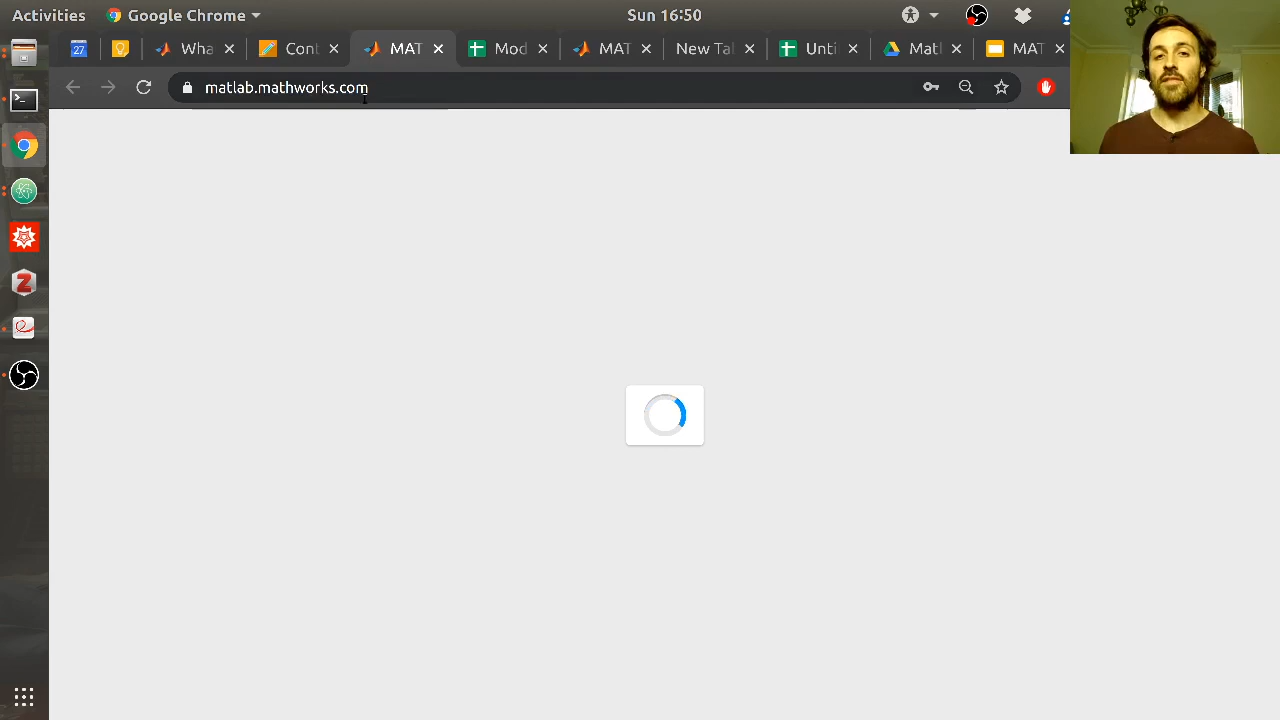 Activities Google Chrome Sun 16:50
27 Wha Cont MAT Mod MAT New Tal Unti Matl MAT
matlab.mathworks.com